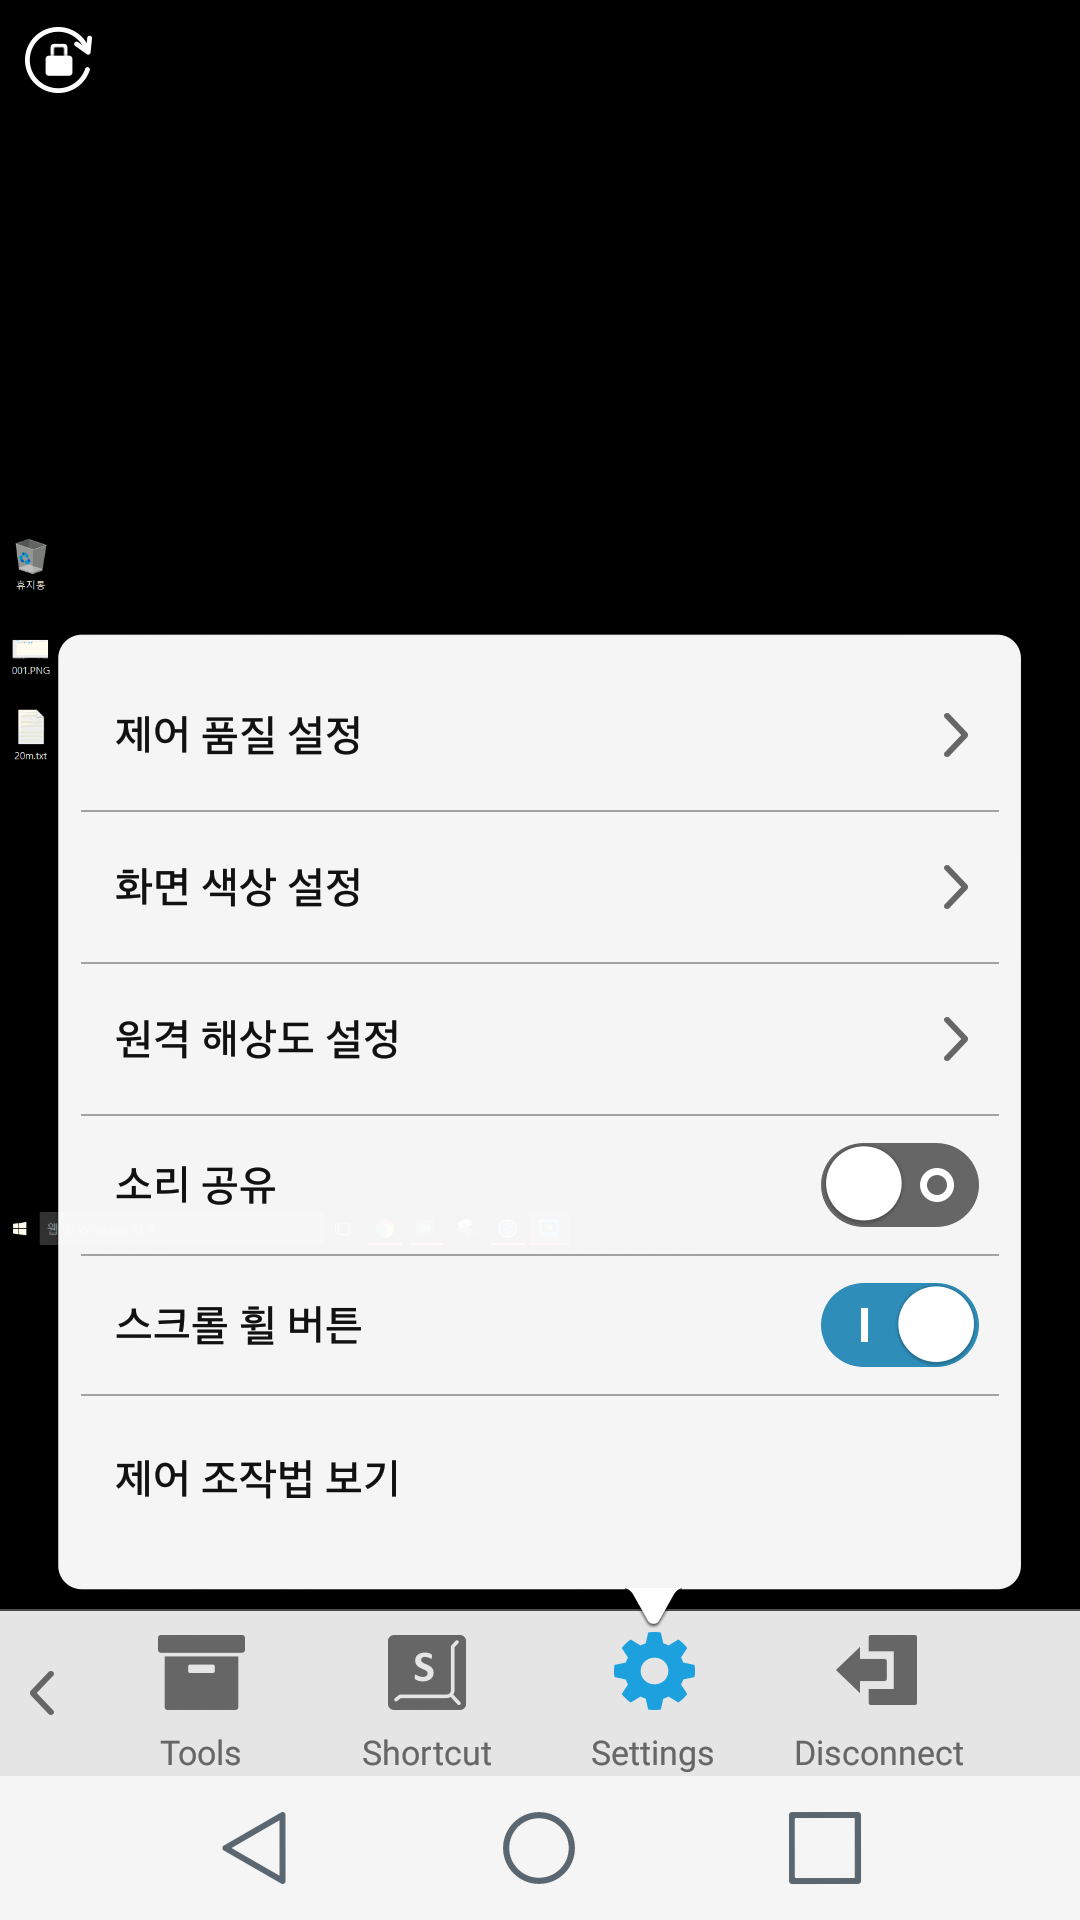 휴지통
001.PNG
20m.txt
제어 품질 설정
화면 색상 설정
원격 해상도 설정
소리 공유
웹
스크롤 휠 버튼
제어 조작법 보기
S
Tools
Shortcut
Settings
Disconnect